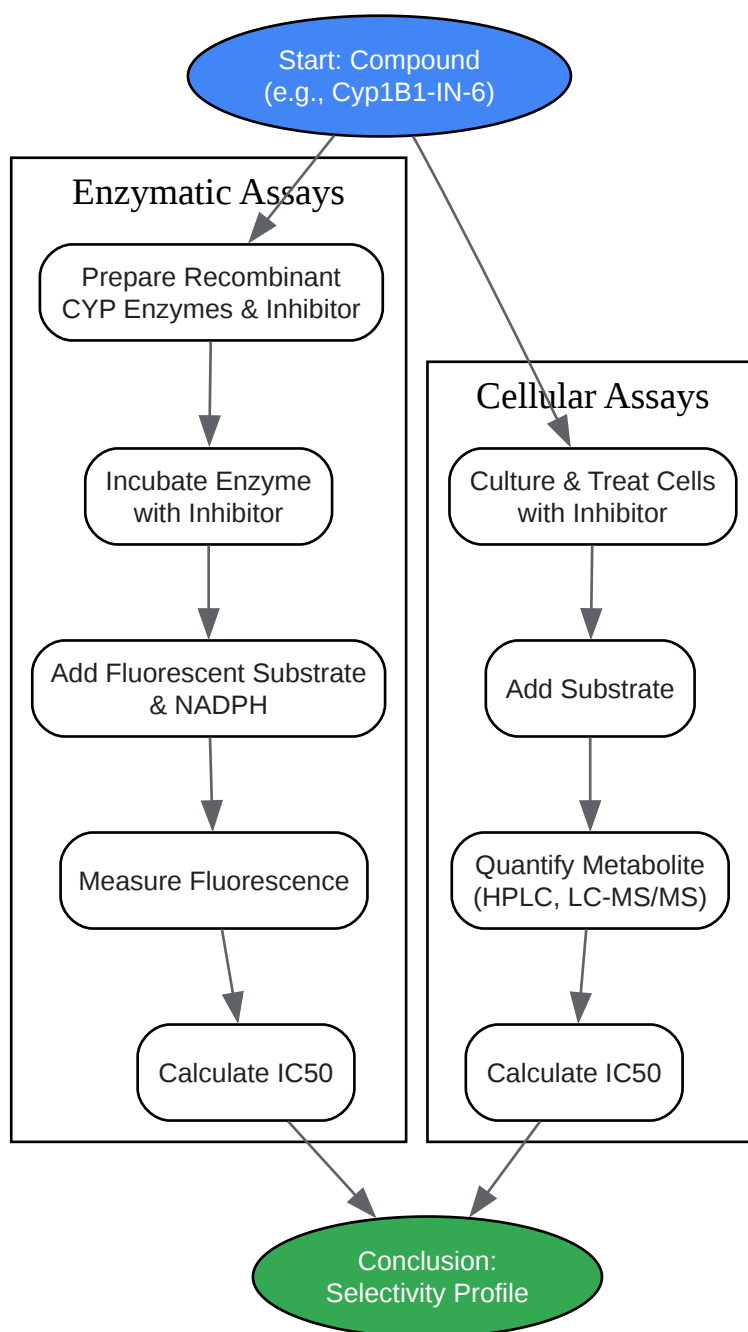 Start: Compound
(e.g., Cyp1B1-IN-6)
Enzymatic Assays
Prepare Recombinant
CYP Enzymes & Inhibitor
Incubate Enzyme
with Inhibitor
Add Fluorescent Substrate
& NADPH
Measure Fluorescence
Calculate IC50
Cellular Assays
Culture & Treat Cells
with Inhibitor
Add Substrate
Quantify Metabolite
(HPLC, LC-MS/MS)
Calculate IC50
Conclusion:
Selectivity Profile